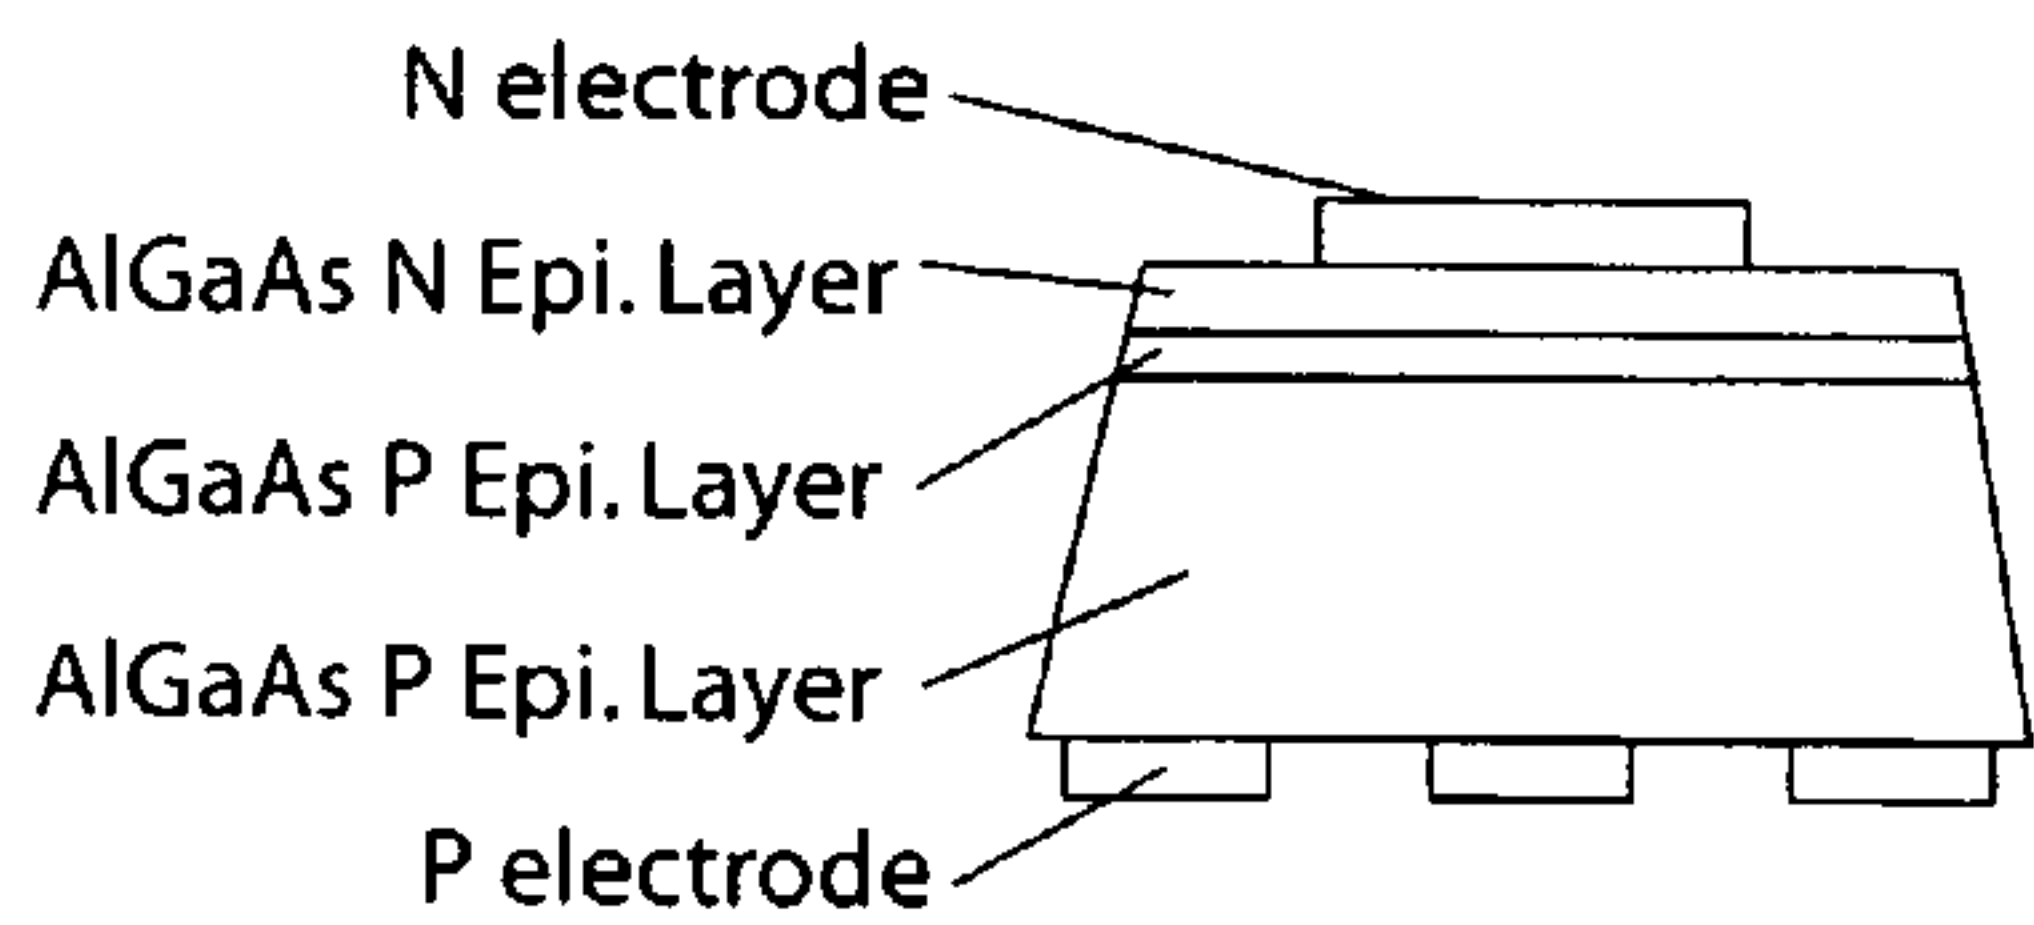 N electrode
AlGaAs N Epi. Layer
AlGaAs P Epi. Layer
AlGaAs P Epi. Layer
P electrode